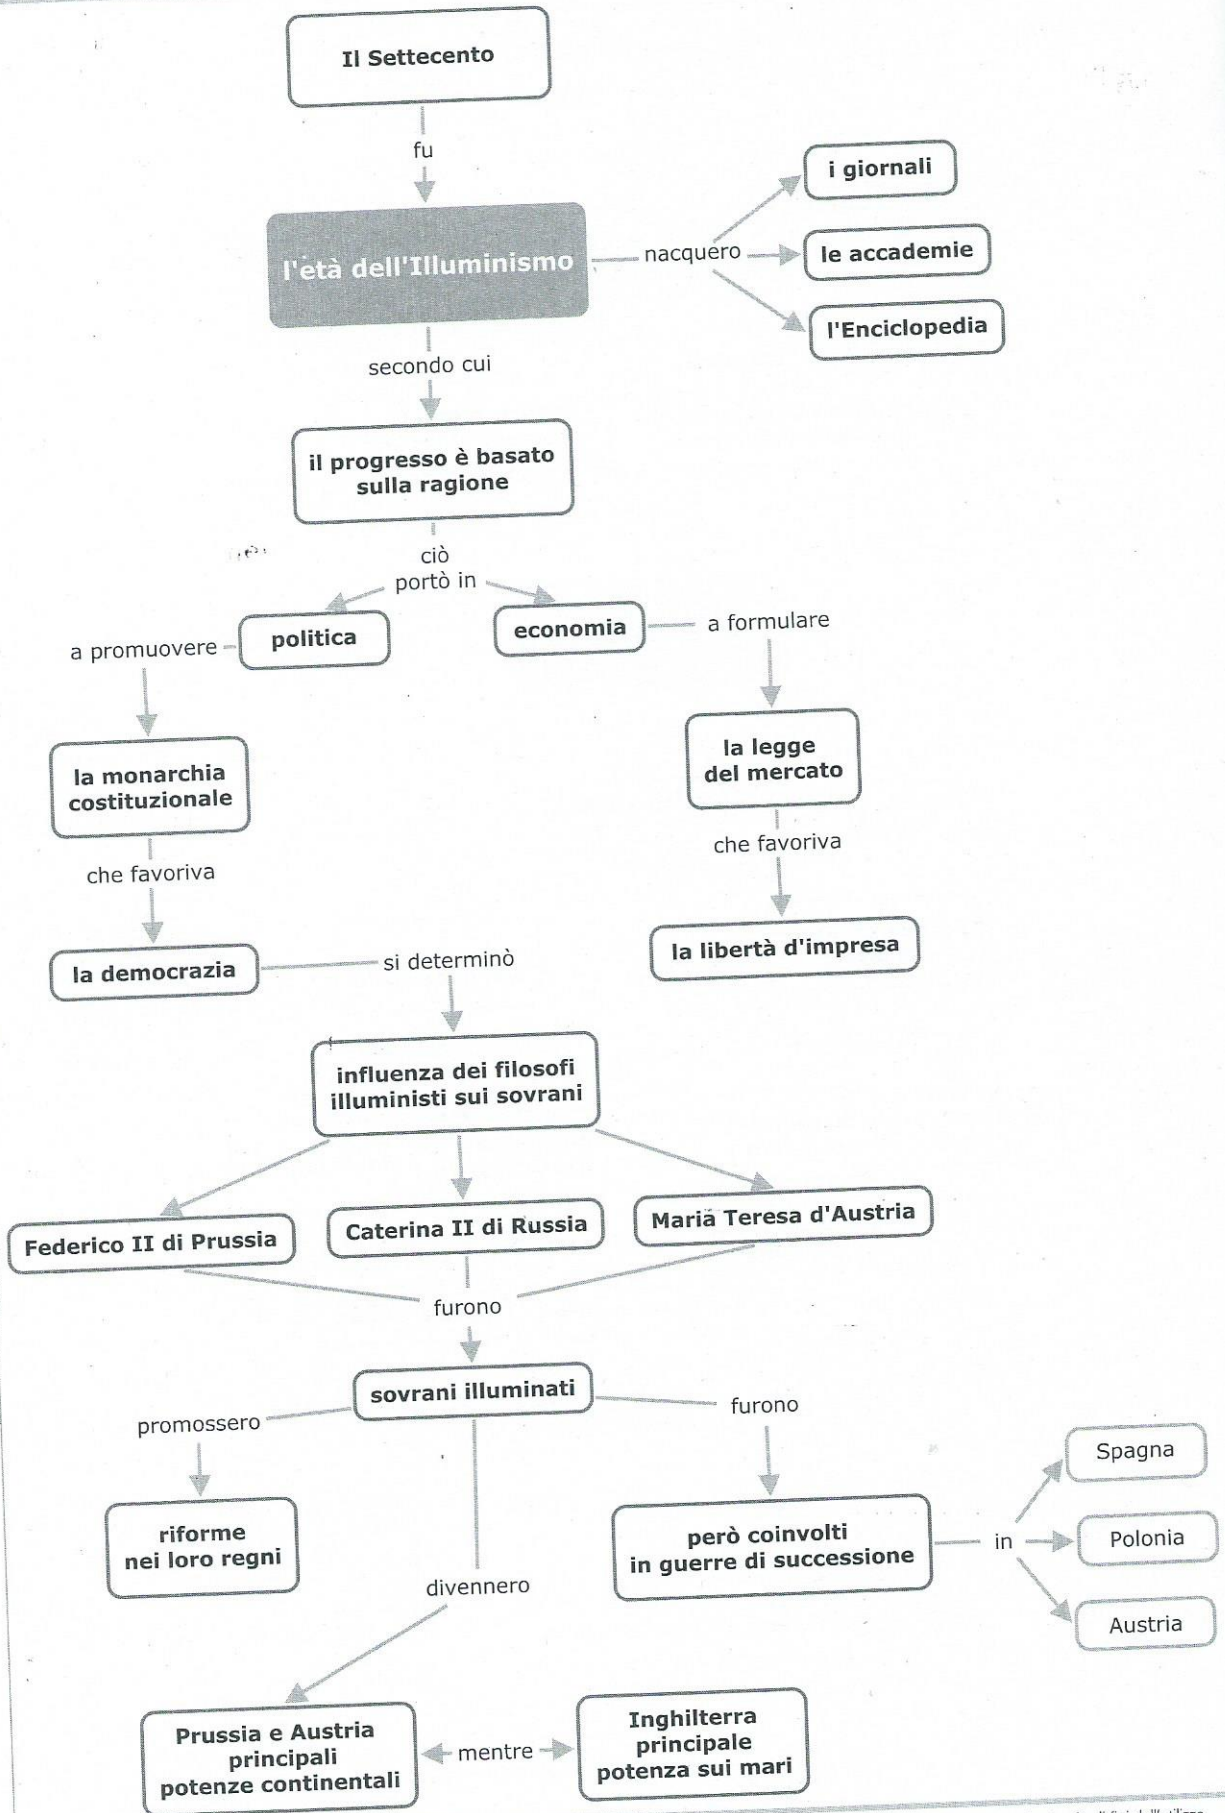 Il Settecento
fu
l'età dell'Illuminismo
nacquero
i giornali
le accademie
l'Enciclopedia
secondo cui
il progresso è basato
sulla ragione
ciò
portò in
politica
economia
a promuovere
a formulare
la monarchia
costituzionale
la legge
del mercato
che favoriva
che favoriva
la democrazia
la libertà d'impresa
si determinò
influenza dei filosofi
illuministi sui sovrani
Federico II di Prussia
Caterina II di Russia
Maria Teresa d'Austria
furono
sovrani illuminati
promossero
furono
riforme
nei loro regni
però coinvolti
in guerre di successione
in
Spagna
Polonia
Austria
divennero
Prussia e Austria
principali
potenze continentali
mentre
Inghilterra
principale
potenza sui mari